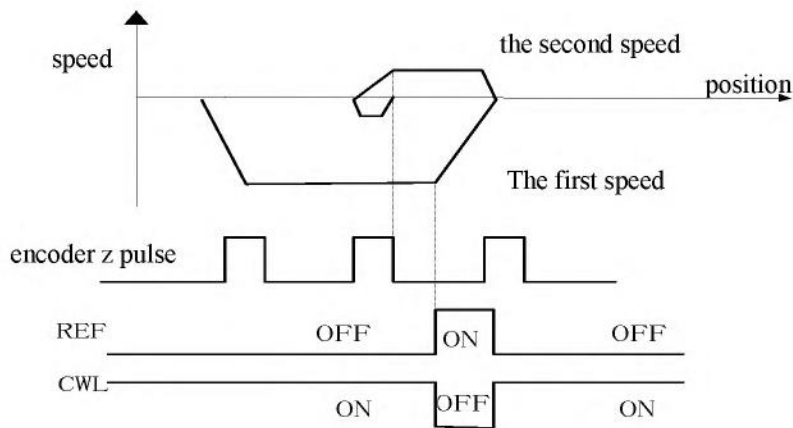 the second speed
speed
position
The first speed
encoder z pulse
REF OFF ON OFF
CWL ON OFF ON